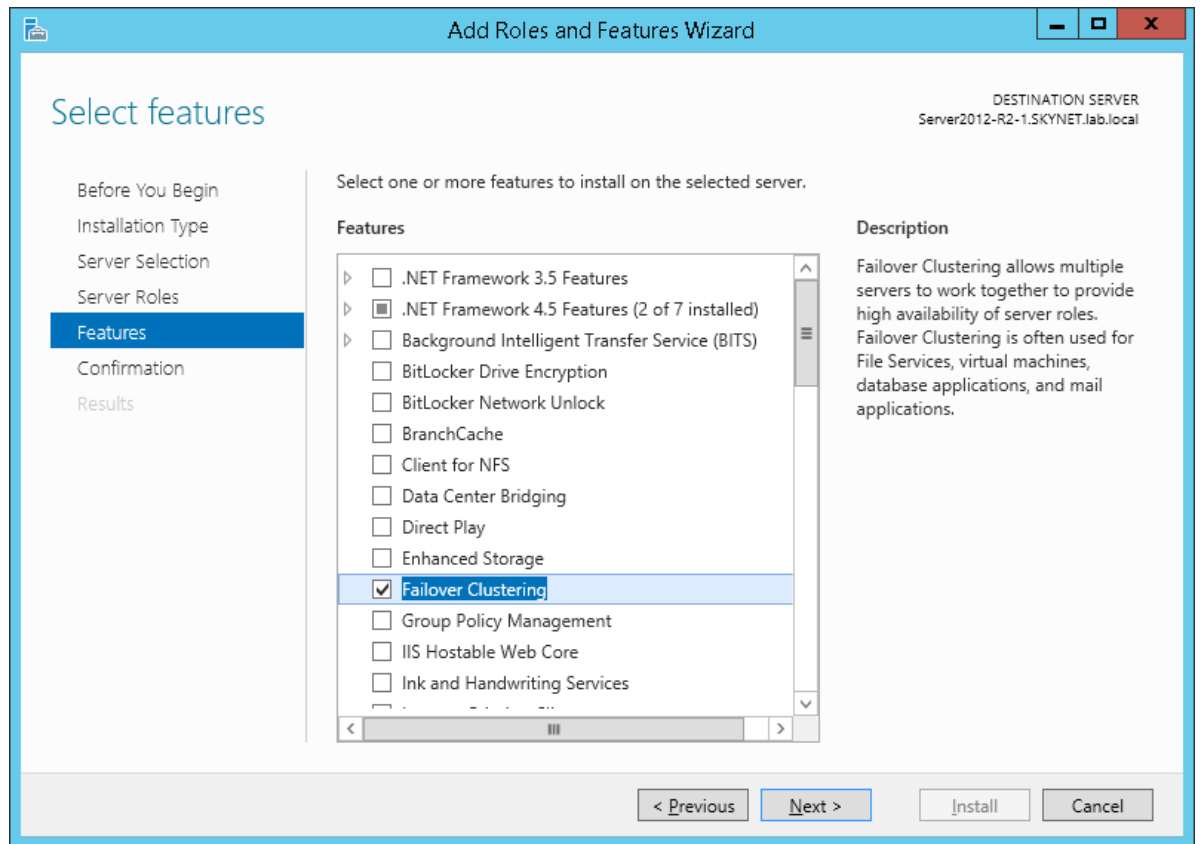 Add Roles and Features Wizard
Select features
DESTINATION SERVER
Server2012-R2-1.SKYNET.lab.local
Before You Begin
Installation Type
Server Selection
Server Roles
Features
Confirmation
Results
Select one or more features to install on the selected server.
Features
.NET Framework 3.5 Features
.NET Framework 4.5 Features (2 of 7 installed)
Background Intelligent Transfer Service (BITS)
BitLocker Drive Encryption
BitLocker Network Unlock
BranchCache
Client for NFS
Data Center Bridging
Direct Play
Enhanced Storage
Failover Clustering
Group Policy Management
IIS Hostable Web Core
Ink and Handwriting Services
Description
Failover Clustering allows multiple
servers to work together to provide
high availability of server roles.
Failover Clustering is often used for
File Services, virtual machines,
database applications, and mail
applications.
< Previous
Next >
Install
Cancel